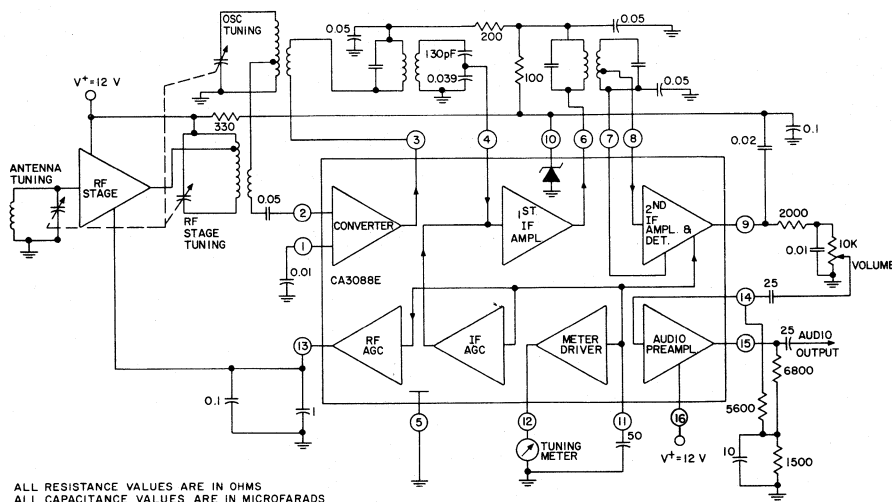 OSC
TUNING
0.05
200
0.05
130pF
0.039
100
0.05
V+=12 V
330
3
4
10
6
7
8
0.02
0.1
ANTENNA
TUNING
RF
STAGE
RF
STAGE
TUNING
0.05
2
CONVERTER
1
0.01
CA3088E
1ST
IF
AMPL.
2ND
IF
AMPL. &
DET.
9
2000
0.01
10K
VOLUME
14
25
13
RF
AGC
IF
AGC
METER
DRIVER
AUDIO
PREAMPL.
15
25
AUDIO
OUTPUT
6800
0.1
1
5
12
11
50
16
5600
TUNING
METER
V+=12 V
10
1500
ALL RESISTANCE VALUES ARE IN OHMS
ALL CAPACITANCE VALUES ARE IN MICROFARADS